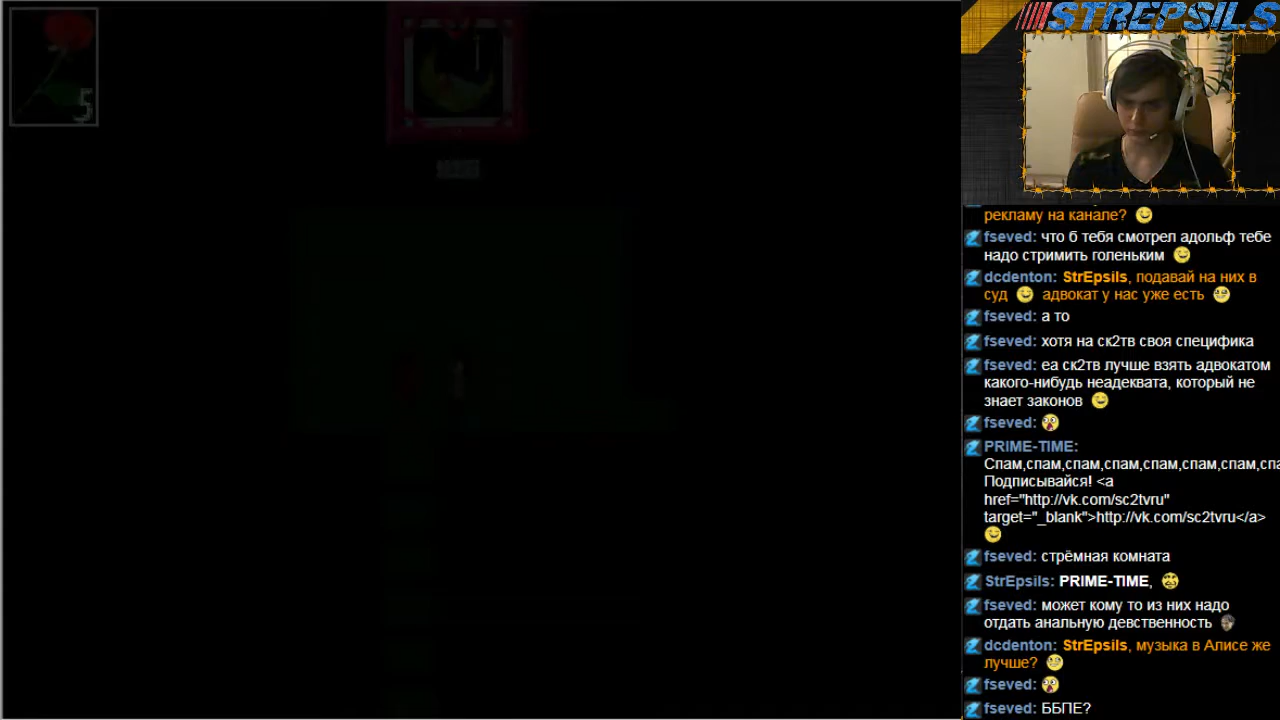 STREPSILS
5
рекламу на канале?
fseved: что б тебя смотрел адольф тебе
надо стримить голеньким
dcdenton: StrEpsils, подавай на них в
суд адвокат у нас уже есть
fseved: а то
fseved: хотя на ск2тв своя специфика
fseved: еа ск2тв лучше взять адвокатом
какого-нибудь неадеквата, который не
знает законов
fseved:
PRIME-TIME:
Спам,спам,спам,спам,спам,спам,спам,спа
Подписывайся! <a
href="http://vk.com/sc2tvru"
target="_blank">http://vk.com/sc2tvru</a>
fseved: стрёмная комната
StrEpsils: PRIME-TIME,
fseved: может кому то из них надо
отдать анальную девственность
dcdenton: StrEpsils, музыка в Алисе же
лучше?
fseved:
fseved: ББПЕ?